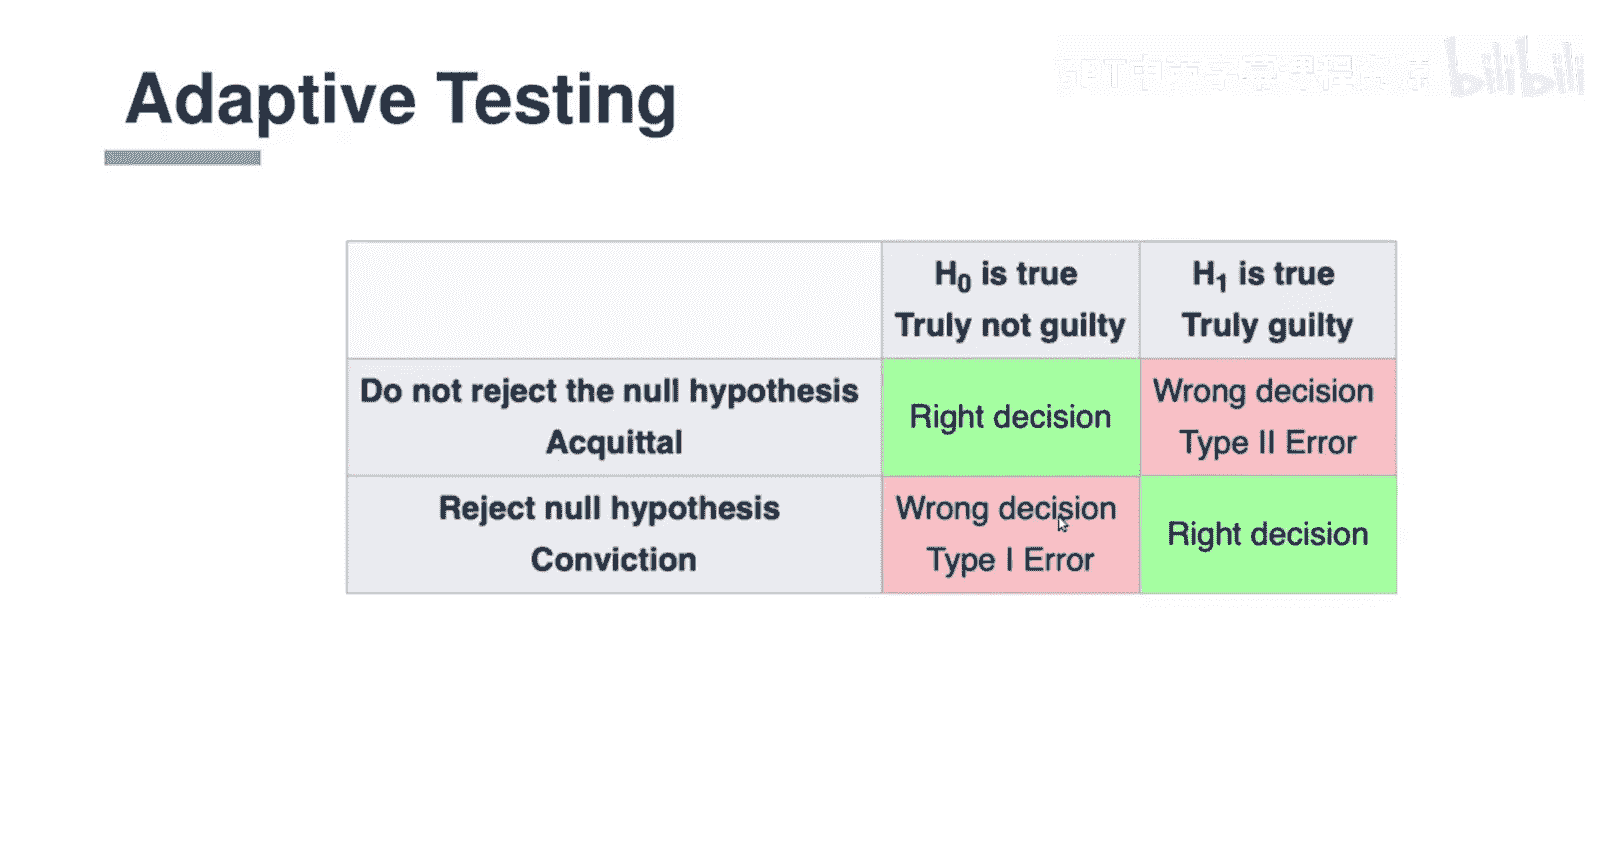 Adaptive Testing
bilibili
H0 is true
Truly not guilty
H1 is true
Truly guilty
Do not reject the null hypothesis
Acquittal
Right decision
Wrong decision
Type II Error
Reject null hypothesis
Conviction
Wrong decision
Type I Error
Right decision